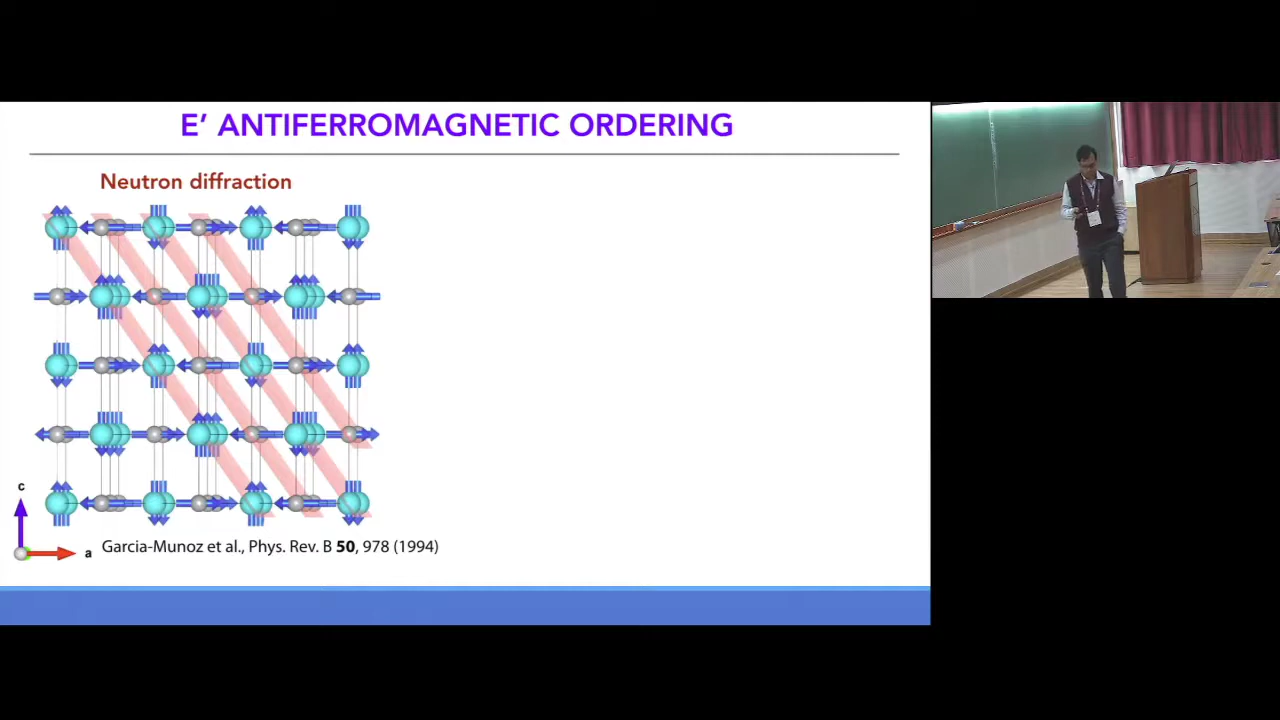 E’ ANTIFERROMAGNETIC ORDERING
Neutron diffraction
c
a
Garcia-Munoz et al., Phys. Rev. B 50, 978 (1994)